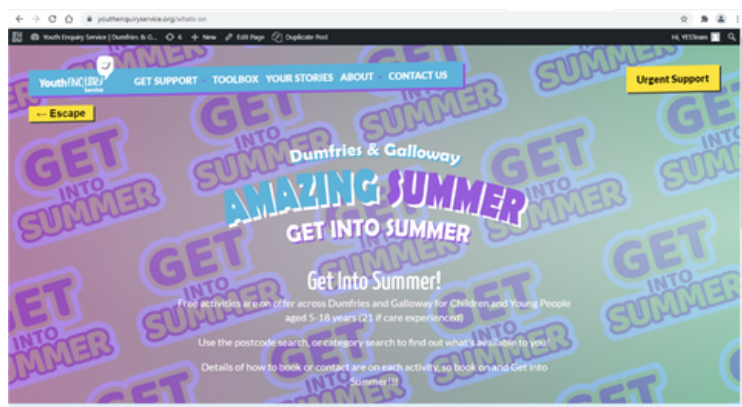 youthenquiryservice.org/whats-on
Youth Enquiry Service | Dumfries & G... 6 + New Edit Page Duplicate Post Hi, YESTeam
Youth ENQUIRY Service
GET SUPPORT TOOLBOX YOUR STORIES ABOUT CONTACT US
Urgent Support
← Escape
Dumfries & Galloway
AMAZING SUMMER
GET INTO SUMMER
Get Into Summer!
Free activities are on offer across Dumfries and Galloway for Children and Young People
aged 5-18 years (21 if care experienced)
Use the postcode search, or category search to find out what's available to you!
Details of how to book or contact are on each activity, so book on and Get into
Summer!!!
GET
INTO
SUMMER